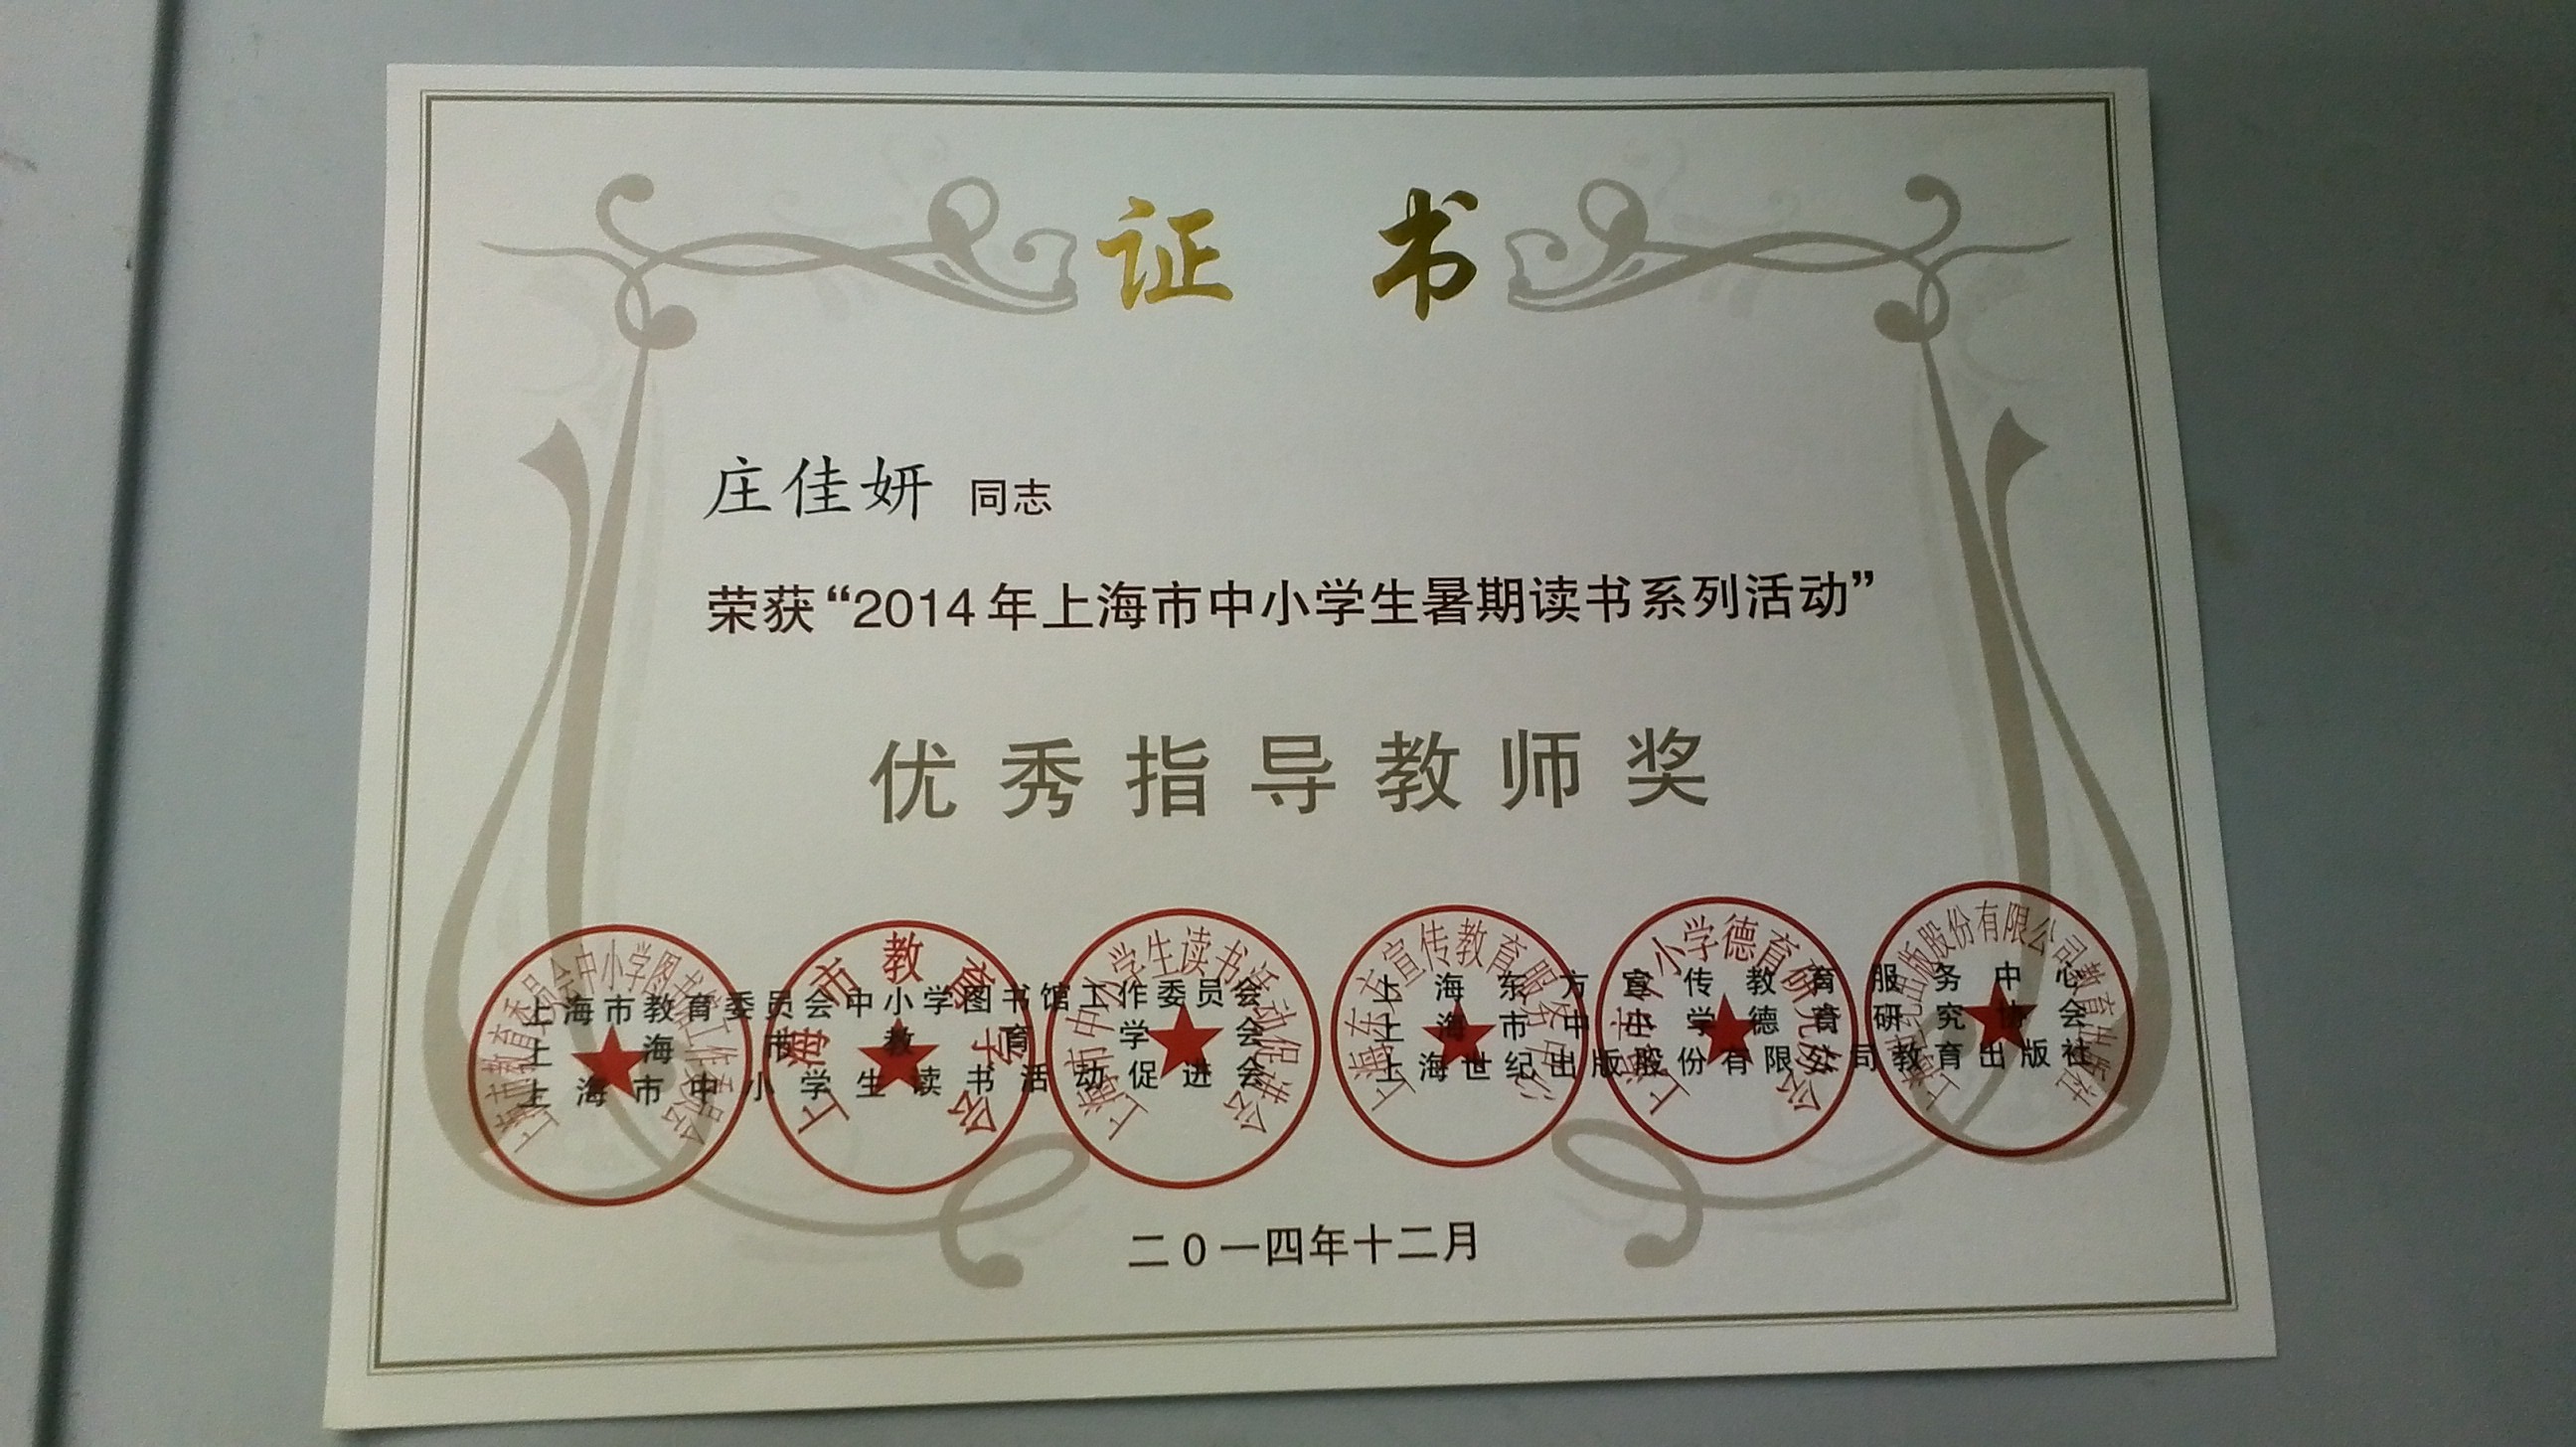 证 书
庄佳妍 同志
荣获“2014年上海市中小学生暑期读书系列活动”
优秀指导教师奖
上海市教育委员会中小学图书馆工作委员会
上海市教育学会
上海市中小学生读书活动促进会
上海东方宣传教育服务中心
上海市中小学德育研究协会
上海世纪出版股份有限公司教育出版社
二0一四年十二月